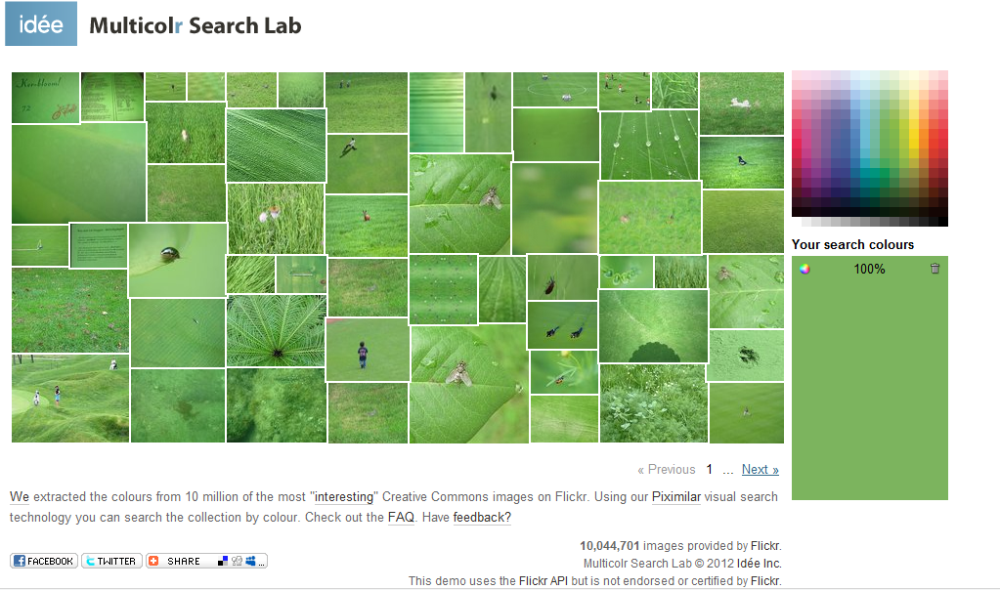 idée Multicolr Search Lab
Your search colours
100%
« Previous 1 ... Next »
We extracted the colours from 10 million of the most "interesting" Creative Commons images on Flickr. Using our Piximilar visual search
technology you can search the collection by colour. Check out the FAQ. Have feedback?
10,044,701 images provided by Flickr.
FACEBOOK TWITTER SHARE ...
Multicolr Search Lab © 2012 Idée Inc.
This demo uses the Flickr API but is not endorsed or certified by Flickr.